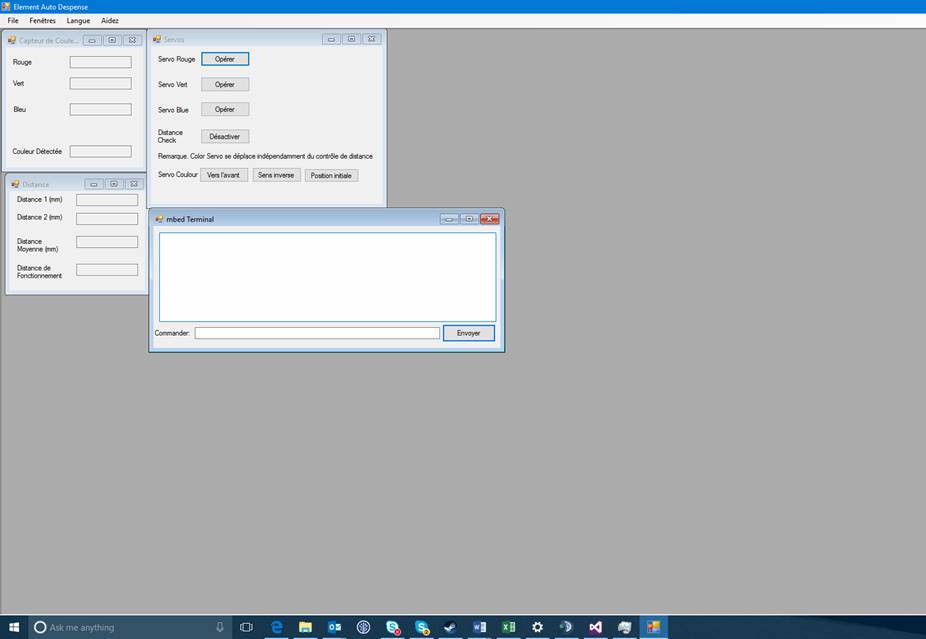 Element Auto Despense
File Fenêtres Langue Aidez
Capteur de Coule...
Rouge
Vert
Bleu
Couleur Détectée
Servos
Servo Rouge Opérer
Servo Vert Opérer
Servo Blue Opérer
Distance
Check
Désactiver
Remarque. Color Servo se déplace indépendamment du contrôle de distance
Servo Coulour Vers l'avant Sens inverse Position initiale
Distance
Distance 1 (mm)
Distance 2 (mm)
Distance
Moyenne (mm)
Distance de
Fonctionnement
mbed Terminal
Commander: Envoyer
Ask me anything